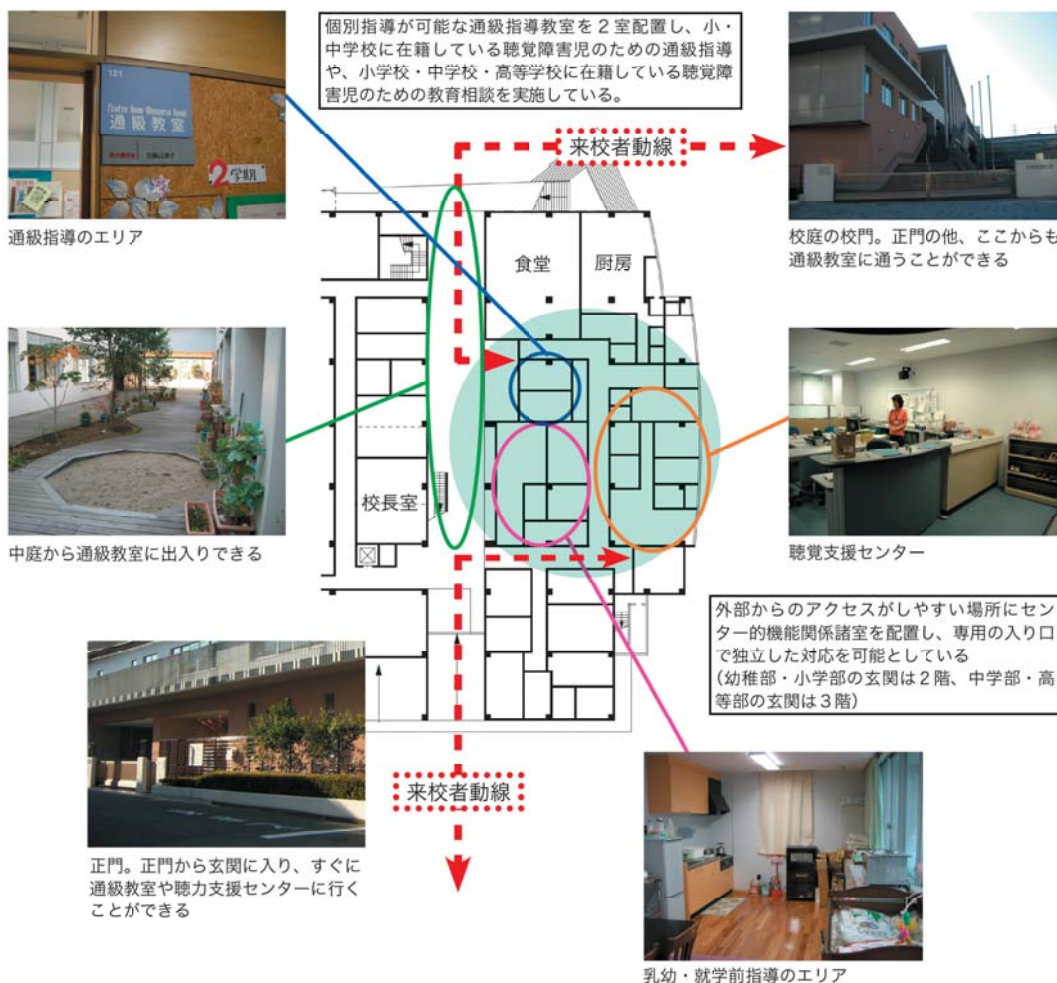 個別指導が可能な通級指導教室を２室配置し、小・
中学校に在籍している聴覚障害児のための通級指導
や、小学校・中学校・高等学校に在籍している聴覚障
害児のための教育相談を実施している。
121
通級教室
2学期
通級指導のエリア
来校者動線
校庭の校門。正門の他、ここからも
通級教室に通うことができる
食堂
厨房
校長室
中庭から通級教室に出入りできる
聴覚支援センター
外部からのアクセスがしやすい場所にセン
ター的機能関係諸室を配置し、専用の入り口
で独立した対応を可能としている
（幼稚部・小学部の玄関は２階、中学部・高
等部の玄関は３階）
来校者動線
正門。正門から玄関に入り、すぐに
通級教室や聴力支援センターに行く
ことができる
乳幼・就学前指導のエリア